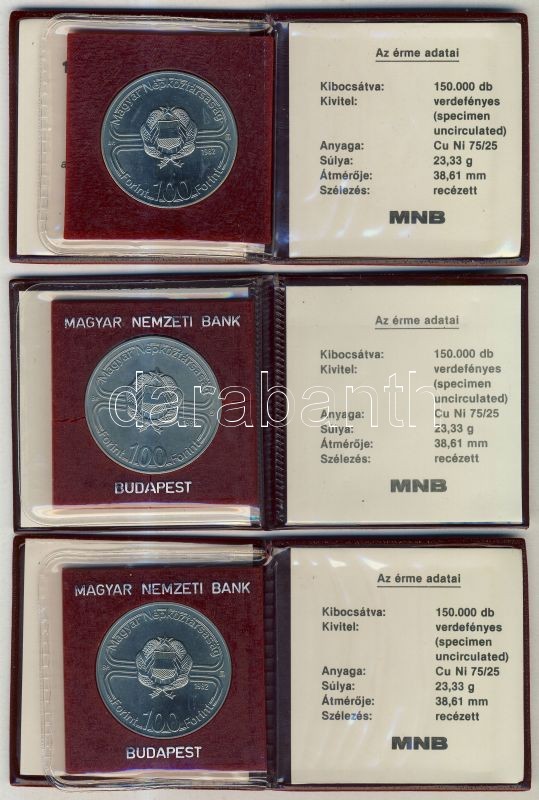 Magyar Népköztársaság
BP.
1982
Forint 100 Forint
Az érme adatai
Kibocsátva: 150.000 db
Kivitel: verdefényes
(specimen
uncirculated)
Anyaga: Cu Ni 75/25
Súlya: 23,33 g
Átmérője: 38,61 mm
Szélezés: recézett
MNB
MAGYAR NEMZETI BANK
Magyar Népköztársaság
Forint 100 Forint
BUDAPEST
Az érme adatai
Kibocsátva: 150.000 db
Kivitel: verdefényes
(specimen
uncirculated)
Anyaga: Cu Ni 75/25
Súlya: 23,33 g
Átmérője: 38,61 mm
Szélezés: recézett
MNB
darabanth
MAGYAR NEMZETI BANK
Magyar Népköztársaság
BP.
1982
Forint 100 Forint
BUDAPEST
Az érme adatai
Kibocsátva: 150.000 db
Kivitel: verdefényes
(specimen
uncirculated)
Anyaga: Cu Ni 75/25
Súlya: 23,33 g
Átmérője: 38,61 mm
Szélezés: recézett
MNB